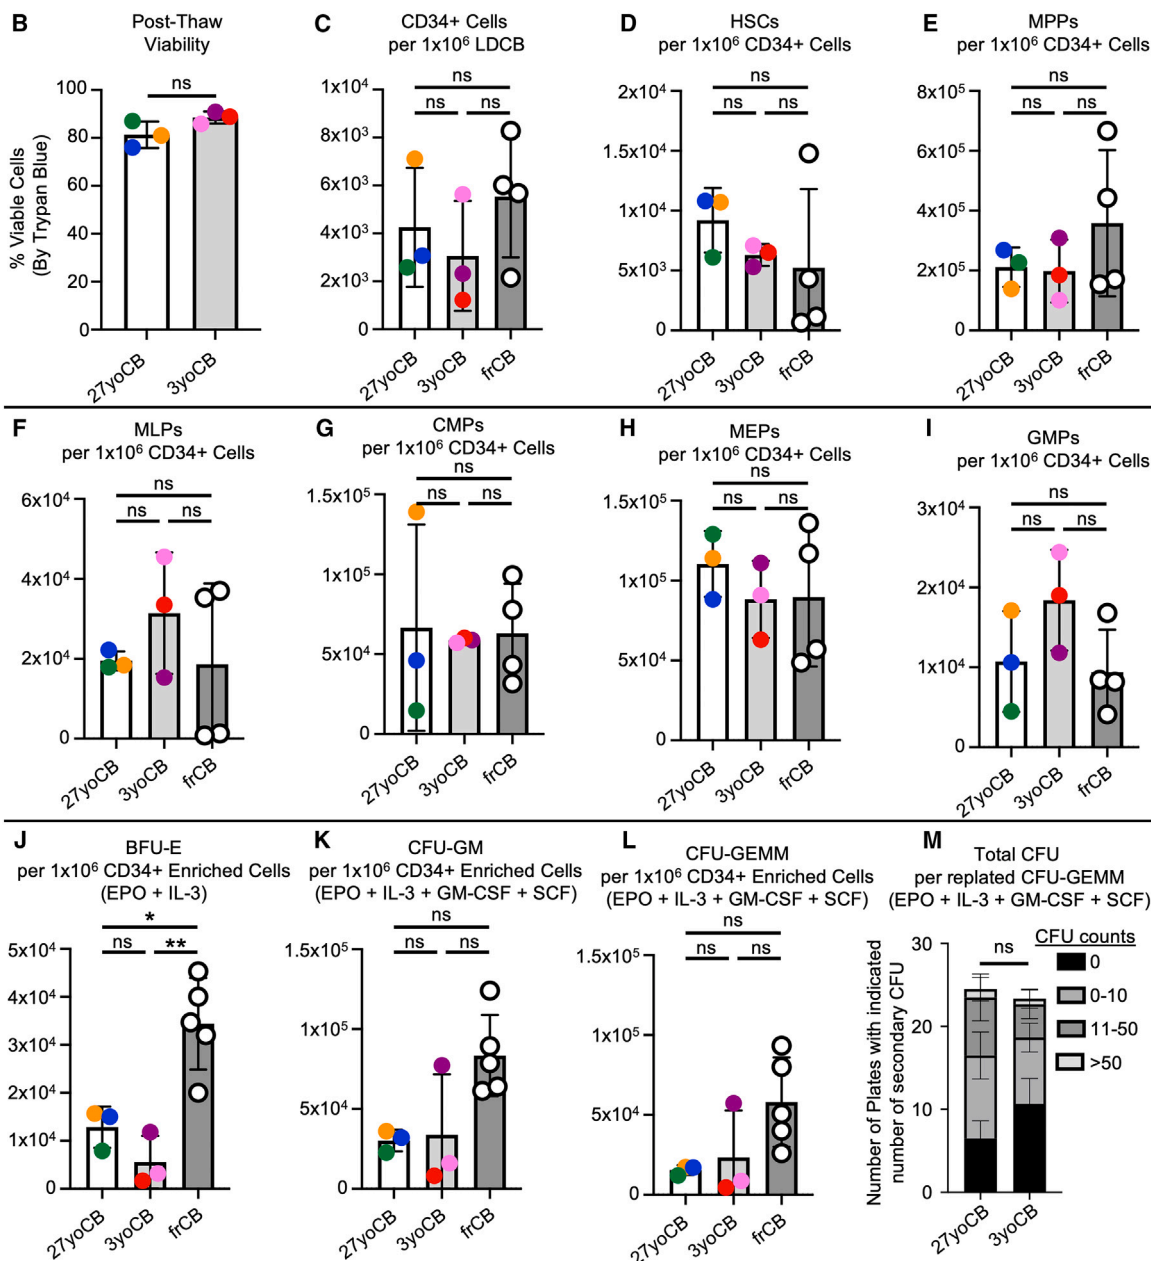 B
Post-Thaw
Viability
ns
% Viable Cells
(By Trypan Blue)
100
80
60
40
20
0
27yoCB
3yoCB
C
CD34+ Cells
per 1x10⁶ LDCB
ns
ns
ns
1x10⁴
8x10³
6x10³
4x10³
2x10³
0
27yoCB
3yoCB
frCB
D
HSCs
per 1x10⁶ CD34+ Cells
ns
ns
ns
2x10⁴
1.5x10⁴
1x10⁴
5x10³
0
27yoCB
3yoCB
frCB
E
MPPs
per 1x10⁶ CD34+ Cells
ns
ns
ns
8x10⁵
6x10⁵
4x10⁵
2x10⁵
0
27yoCB
3yoCB
frCB
F
MLPs
per 1x10⁶ CD34+ Cells
ns
ns
ns
6x10⁴
4x10⁴
2x10⁴
0
27yoCB
3yoCB
frCB
G
CMPs
per 1x10⁶ CD34+ Cells
ns
ns
ns
1.5x10⁵
1x10⁵
5x10⁴
0
27yoCB
3yoCB
frCB
H
MEPs
per 1x10⁶ CD34+ Cells
ns
ns
ns
1.5x10⁵
1x10⁵
5x10⁴
0
27yoCB
3yoCB
frCB
I
GMPs
per 1x10⁶ CD34+ Cells
ns
ns
ns
3x10⁴
2x10⁴
1x10⁴
0
27yoCB
3yoCB
frCB
J
BFU-E
per 1x10⁶ CD34+ Enriched Cells
(EPO + IL-3)
*
ns
**
5x10⁴
4x10⁴
3x10⁴
2x10⁴
1x10⁴
0
27yoCB
3yoCB
frCB
K
CFU-GM
per 1x10⁶ CD34+ Enriched Cells
(EPO + IL-3 + GM-CSF + SCF)
ns
ns
ns
1.5x10⁵
1x10⁵
5x10⁴
0
27yoCB
3yoCB
frCB
L
CFU-GEMM
per 1x10⁶ CD34+ Enriched Cells
(EPO + IL-3 + GM-CSF + SCF)
ns
ns
ns
1.5x10⁵
1x10⁵
5x10⁴
0
27yoCB
3yoCB
frCB
M
Total CFU
per replated CFU-GEMM
(EPO + IL-3 + GM-CSF + SCF)
Number of Plates with indicated
number of secondary CFU
ns
30
20
10
0
27yoCB
3yoCB
CFU counts
0
0-10
11-50
>50